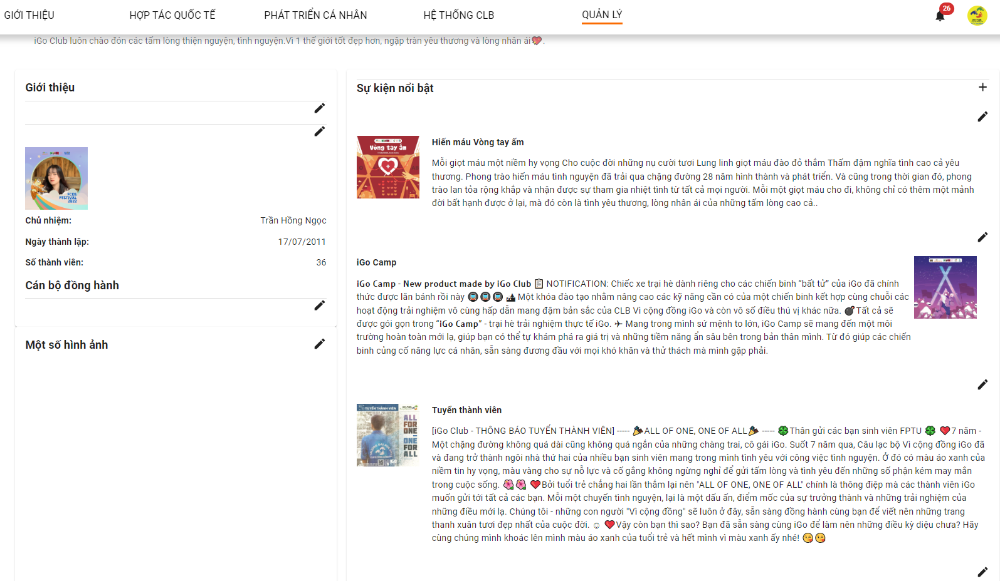 GIỚI THIỆU
HỢP TÁC QUỐC TẾ
PHÁT TRIỂN CÁ NHÂN
HỆ THỐNG CLB
QUẢN LÝ
26
iGo Club luôn chào đón các tấm lòng thiện nguyện, tình nguyện.Vì 1 thế giới tốt đẹp hơn, ngập tràn yêu thương và lòng nhân ái💖.
Giới thiệu
FCDS
FESTIVAL
2022
Chủ nhiệm: Trần Hồng Ngọc
Ngày thành lập: 17/07/2011
Số thành viên: 36
Cán bộ đồng hành
Một số hình ảnh
Sự kiện nổi bật
Vòng tay ấm
Hiến máu Vòng tay ấm
Mỗi giọt máu một niềm hy vọng Cho cuộc đời những nụ cười tươi Lung linh giọt máu đào đỏ thắm Thấm đậm nghĩa tình cao cả yêu
thương. Phong trào hiến máu tình nguyện đã trải qua chặng đường 28 năm hình thành và phát triển. Và cũng trong thời gian đó, phong
trào lan tỏa rộng khắp và nhận được sự tham gia nhiệt tình từ tất cả mọi người. Mỗi một giọt máu cho đi, không chỉ có thêm một mảnh
đời bất hạnh được ở lại, mà đó còn là tình yêu thương, lòng nhân ái của những tấm lòng cao cả..
iGo Camp
iGo Camp - New product made by iGo Club 📋 NOTIFICATION: Chiếc xe trại hè dành riêng cho các chiến binh “bất tử” của iGo đã chính
thức được lăn bánh rồi này 🚇🚇🚇 🏕 Một khóa đào tạo nhằm nâng cao các kỹ năng cần có của một chiến binh kết hợp cùng chuỗi các
hoạt động trải nghiệm vô cùng hấp dẫn mang đậm bản sắc của CLB Vì cộng đồng iGo và còn vô số điều thú vị khác nữa. 💣Tất cả sẽ
được gói gọn trong “iGo Camp” - trại hè trải nghiệm thực tế iGo. ✈ Mang trong mình sứ mệnh to lớn, iGo Camp sẽ mang đến một môi
trường hoàn toàn mới lạ, giúp bạn có thể tự khám phá ra giá trị và những tiềm năng ẩn sâu bên trong bản thân mình. Từ đó giúp các chiến
binh củng cố năng lực cá nhân, sẵn sàng đương đầu với mọi khó khăn và thử thách mà mình gặp phải.
TUYỂN THÀNH VIÊN
ALL
FOR
ONE
ONE
FOR
ALL
IGO
Tuyển thành viên
[iGo Club - THÔNG BÁO TUYỂN THÀNH VIÊN] ----- 🎉ALL OF ONE, ONE OF ALL🎉 ----- 🍀Thân gửi các bạn sinh viên FPTU 🍀 ❤7 năm -
Một chặng đường không quá dài cũng không quá ngắn của những chàng trai, cô gái iGo. Suốt 7 năm qua, Câu lạc bộ Vì cộng đồng iGo đã
và đang trở thành ngôi nhà thứ hai của nhiều bạn sinh viên mang trong mình tình yêu với công việc tình nguyện. Ở đó có màu áo xanh của
niềm tin hy vọng, màu vàng cho sự nỗ lực và cố gắng không ngừng nghỉ để gửi tấm lòng và tình yêu đến những số phận kém may mắn
trong cuộc sống. 🌺🌺 ❤Bởi tuổi trẻ chẳng hai lần thắm lại nên "ALL OF ONE, ONE OF ALL" chính là thông điệp mà các thành viên iGo
muốn gửi tới tất cả các bạn. Mỗi một chuyến tình nguyện, lại là một dấu ấn, điểm mốc của sự trưởng thành và những trải nghiệm của
những điều mới lạ. Chúng tôi - những con người "Vì cộng đồng" sẽ luôn ở đây, sẵn sàng đồng hành cùng bạn để viết nên những trang
thanh xuân tươi đẹp nhất của cuộc đời. ☺ ❤Vậy còn bạn thì sao? Bạn đã sẵn sàng cùng iGo để làm nên những điều kỳ diệu chưa? Hãy
cùng chúng mình khoác lên mình màu áo xanh của tuổi trẻ và hết mình vì màu xanh ấy nhé! 😘😘